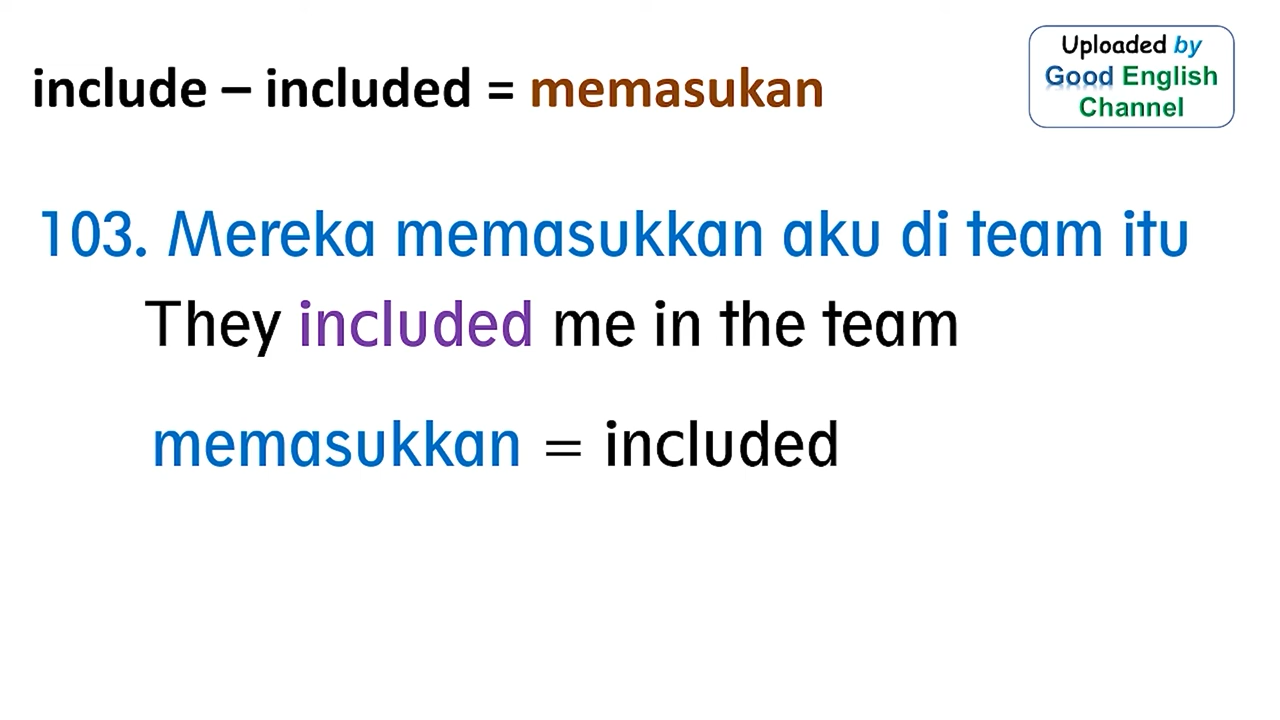 include – included = memasukan
Uploaded by
Good English
Channel
103. Mereka memasukkan aku di team itu
They included me in the team
memasukkan = included